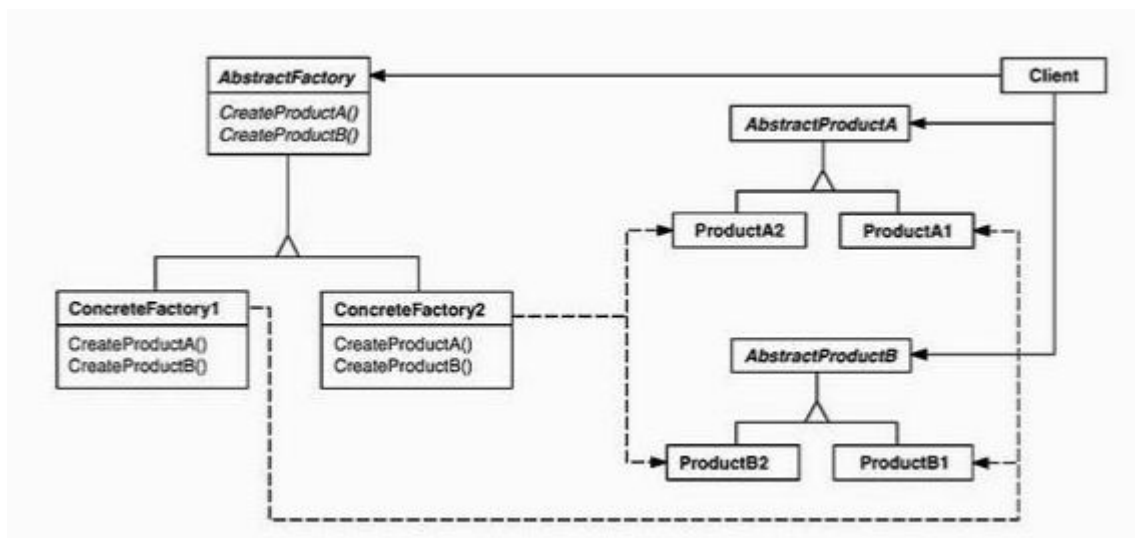 AbstractFactory
CreateProductA()
CreateProductB()
Client
AbstractProductA
ProductA2
ProductA1
ConcreteFactory1
CreateProductA()
CreateProductB()
ConcreteFactory2
CreateProductA()
CreateProductB()
AbstractProductB
ProductB2
ProductB1